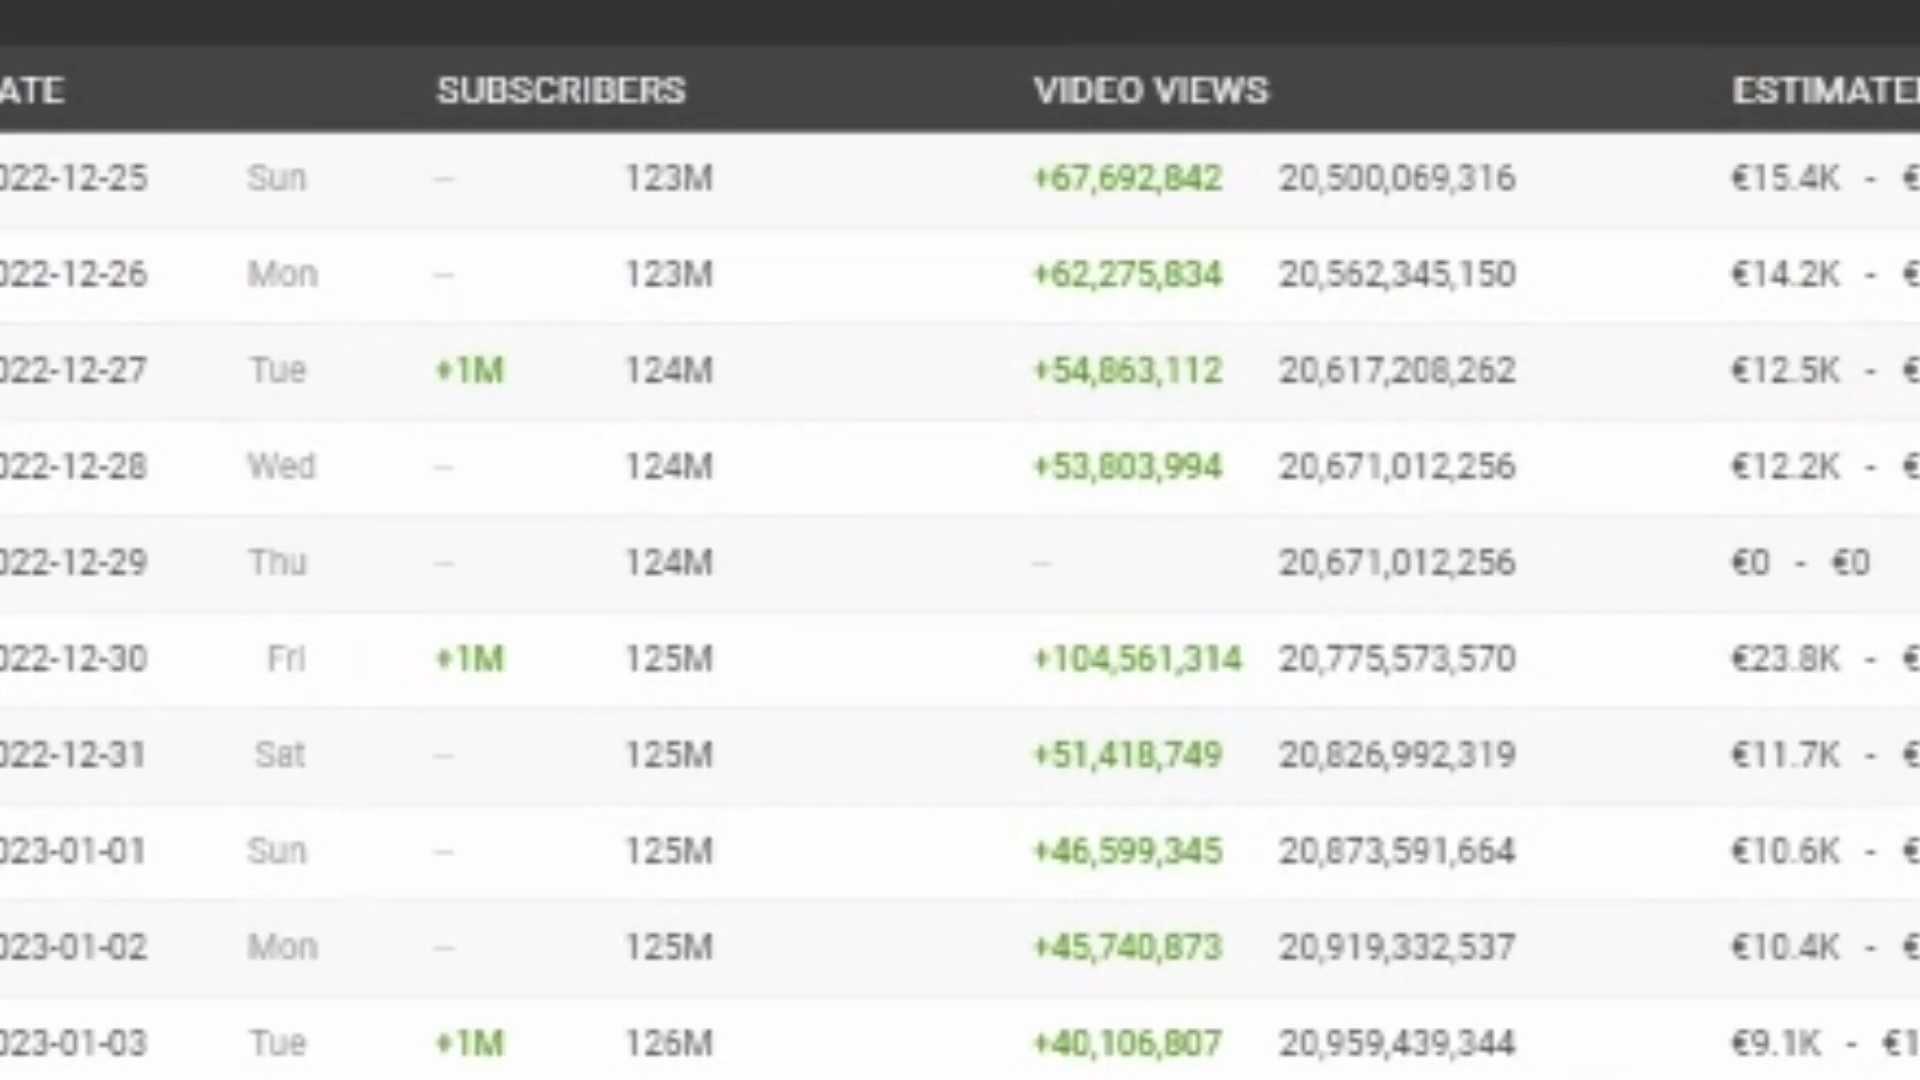 ATE SUBSCRIBERS VIDEO VIEWS ESTIMATE
022-12-25 Sun – 123M +67,692,842 20,500,069,316 €15.4K - €
022-12-26 Mon – 123M +62,275,834 20,562,345,150 €14.2K - €
022-12-27 Tue +1M 124M +54,863,112 20,617,208,262 €12.5K - €
022-12-28 Wed – 124M +53,803,994 20,671,012,256 €12.2K - €
022-12-29 Thu – 124M – 20,671,012,256 €0 - €0
022-12-30 Fri +1M 125M +104,561,314 20,775,573,570 €23.8K - €
022-12-31 Sat – 125M +51,418,749 20,826,992,319 €11.7K - €
023-01-01 Sun – 125M +46,599,345 20,873,591,664 €10.6K - €
023-01-02 Mon – 125M +45,740,873 20,919,332,537 €10.4K - €
023-01-03 Tue +1M 126M +40,106,807 20,959,439,344 €9.1K - €1